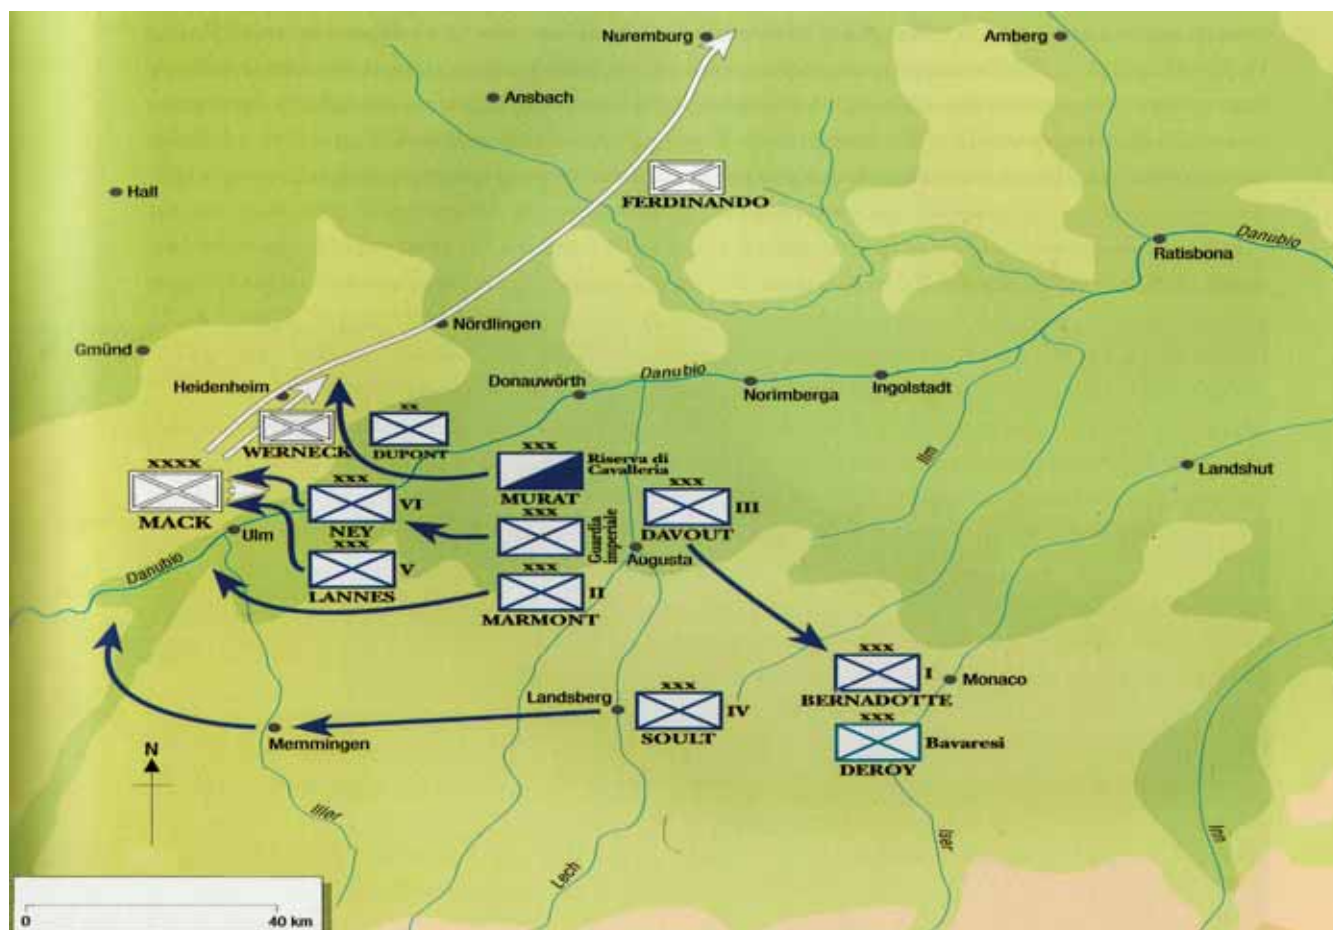 Nuremburg
Amberg
Ansbach
Hall
FERDINANDO
Danubio
Ratisbona
Nördlingen
Gmünd
Heidenheim
Donauwörth
Danubio
Norimberga
Ingolstadt
xx
WERNECK
DUPONT
xxx
Riserva di
Cavalleria
MURAT
Ilm
Landshut
xxxx
MACK
xxx
VI
NEY
xxx
Guardia
imperiale
xxx
III
DAVOUT
Ulm
Augusta
Danubio
xxx
V
LANNES
xxx
II
MARMONT
xxx
I
BERNADOTTE
Monaco
Landsberg
xxx
IV
SOULT
xxx
Bavaresi
DEROY
Memmingen
N
Iller
Lech
Iser
Inn
0
40 km